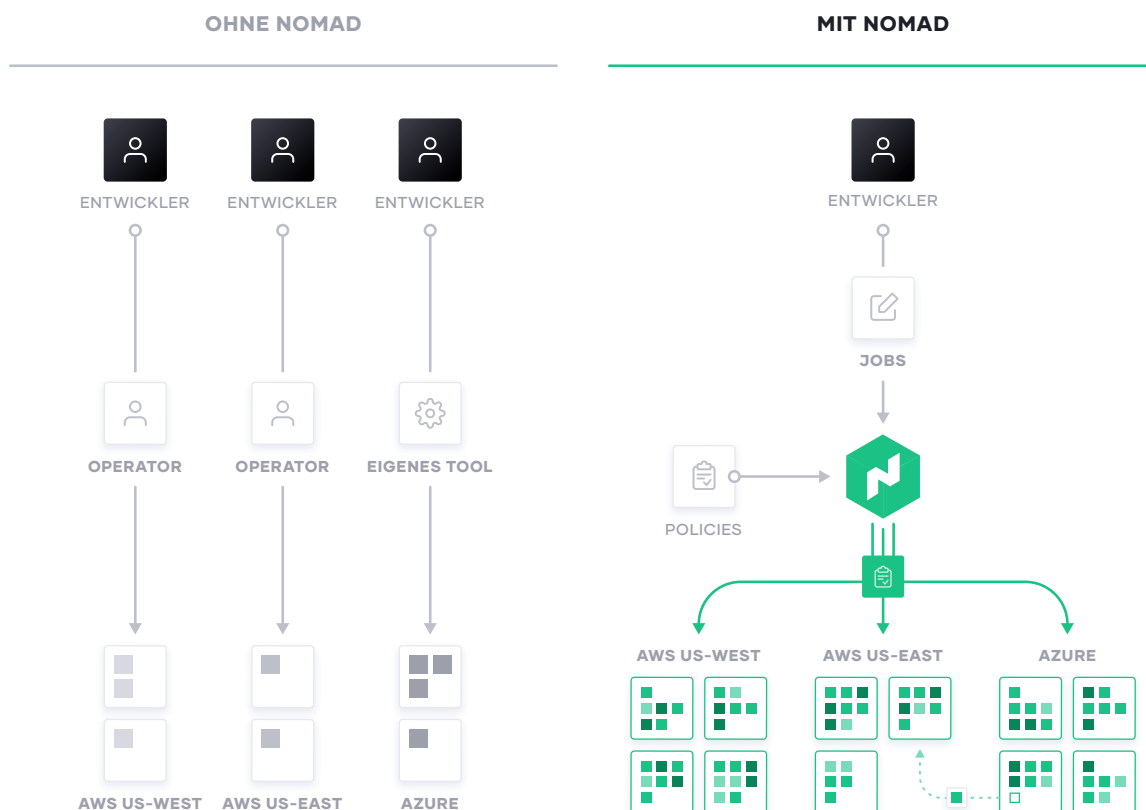 OHNE NOMAD
ENTWICKLER ENTWICKLER ENTWICKLER
OPERATOR OPERATOR EIGENES TOOL
AWS US-WEST AWS US-EAST AZURE
MIT NOMAD
ENTWICKLER
JOBS
POLICIES
AWS US-WEST AWS US-EAST AZURE